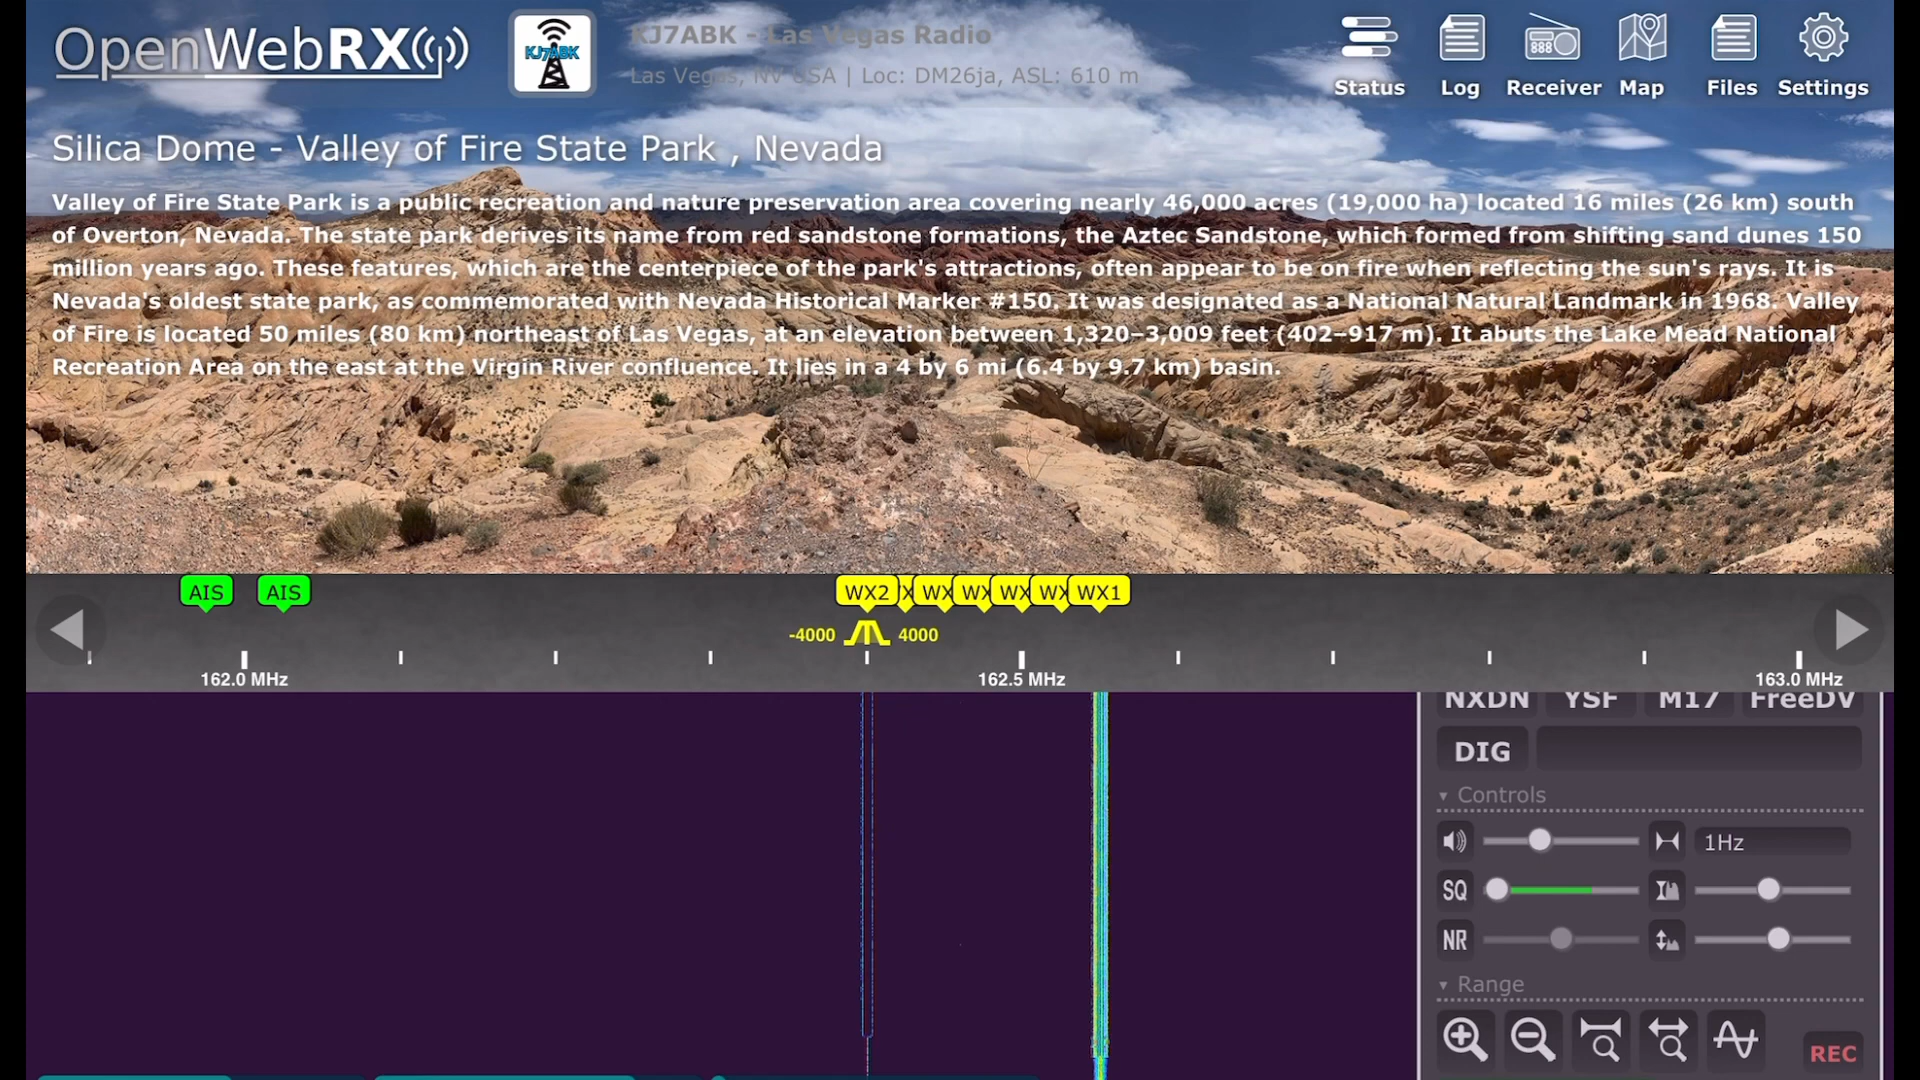 OpenWebRX
KJ7ABK
KJ7ABK - Las Vegas Radio
Las Vegas, NV USA | Loc: DM26ja, ASL: 610 m
Status Log Receiver Map Files Settings
Silica Dome - Valley of Fire State Park , Nevada
Valley of Fire State Park is a public recreation and nature preservation area covering nearly 46,000 acres (19,000 ha) located 16 miles (26 km) south
of Overton, Nevada. The state park derives its name from red sandstone formations, the Aztec Sandstone, which formed from shifting sand dunes 150
million years ago. These features, which are the centerpiece of the park's attractions, often appear to be on fire when reflecting the sun's rays. It is
Nevada's oldest state park, as commemorated with Nevada Historical Marker #150. It was designated as a National Natural Landmark in 1968. Valley
of Fire is located 50 miles (80 km) northeast of Las Vegas, at an elevation between 1,320–3,009 feet (402–917 m). It abuts the Lake Mead National
Recreation Area on the east at the Virgin River confluence. It lies in a 4 by 6 mi (6.4 by 9.7 km) basin.
AIS AIS WX2 X WX WX WX WX WX1
-4000 4000
162.0 MHz 162.5 MHz 163.0 MHz
NXDN YSF M17 FreeDV
DIG
Controls
1Hz
SQ
NR
Range
REC